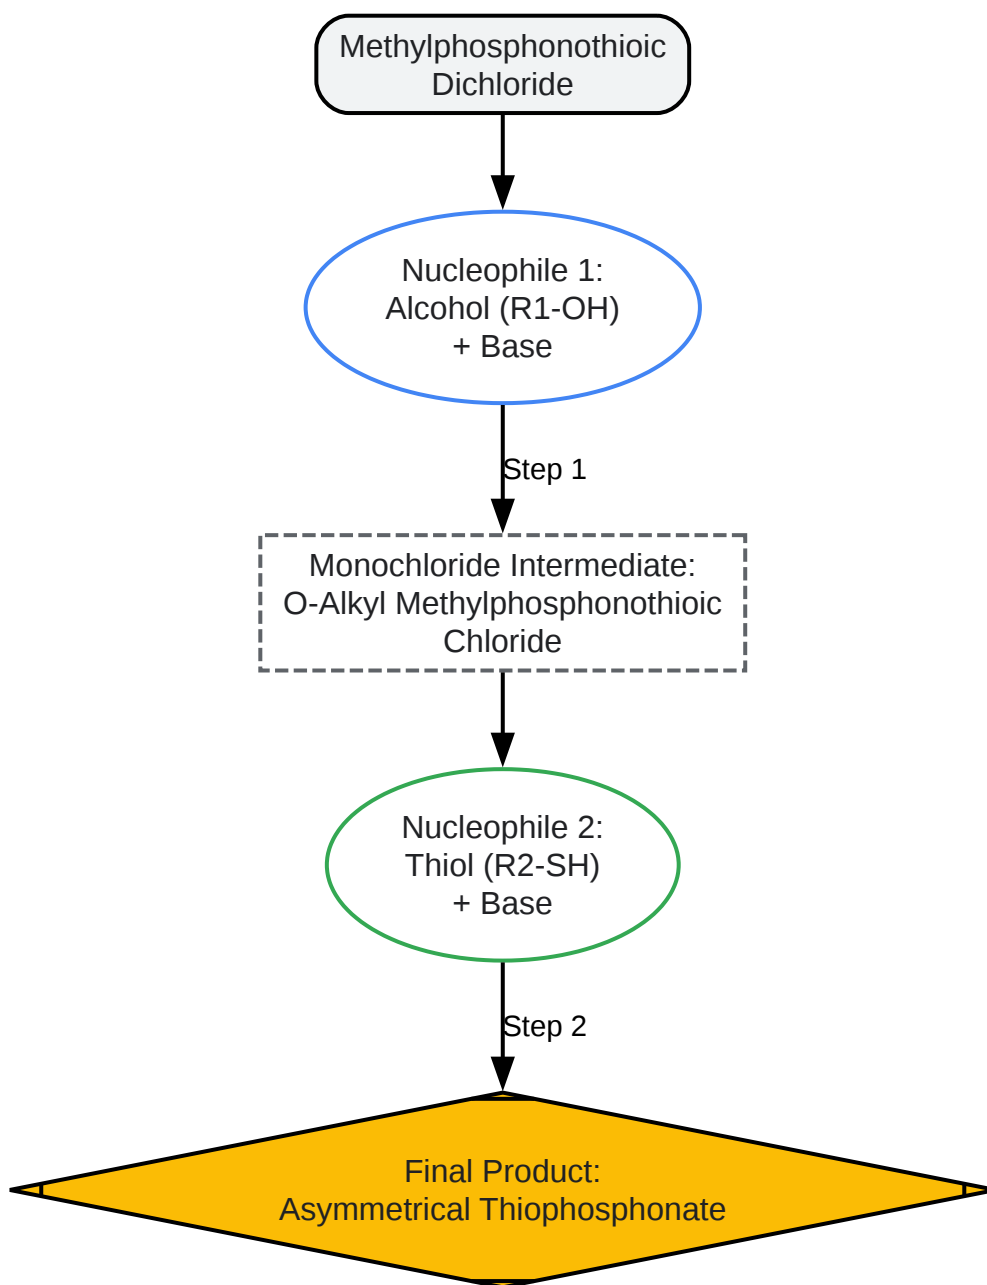 Methylphosphonothioic
Dichloride
Nucleophile 1:
Alcohol (R1-OH)
+ Base
Step 1
Monochloride Intermediate:
O-Alkyl Methylphosphonothioic
Chloride
Nucleophile 2:
Thiol (R2-SH)
+ Base
Step 2
Final Product:
Asymmetrical Thiophosphonate